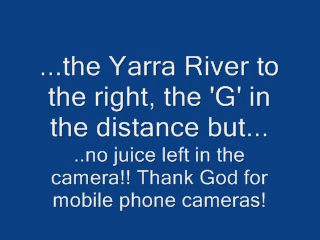 ...the Yarra River to
the right, the 'G' in
the distance but...
..no juice left in the
camera!! Thank God for
mobile phone cameras!